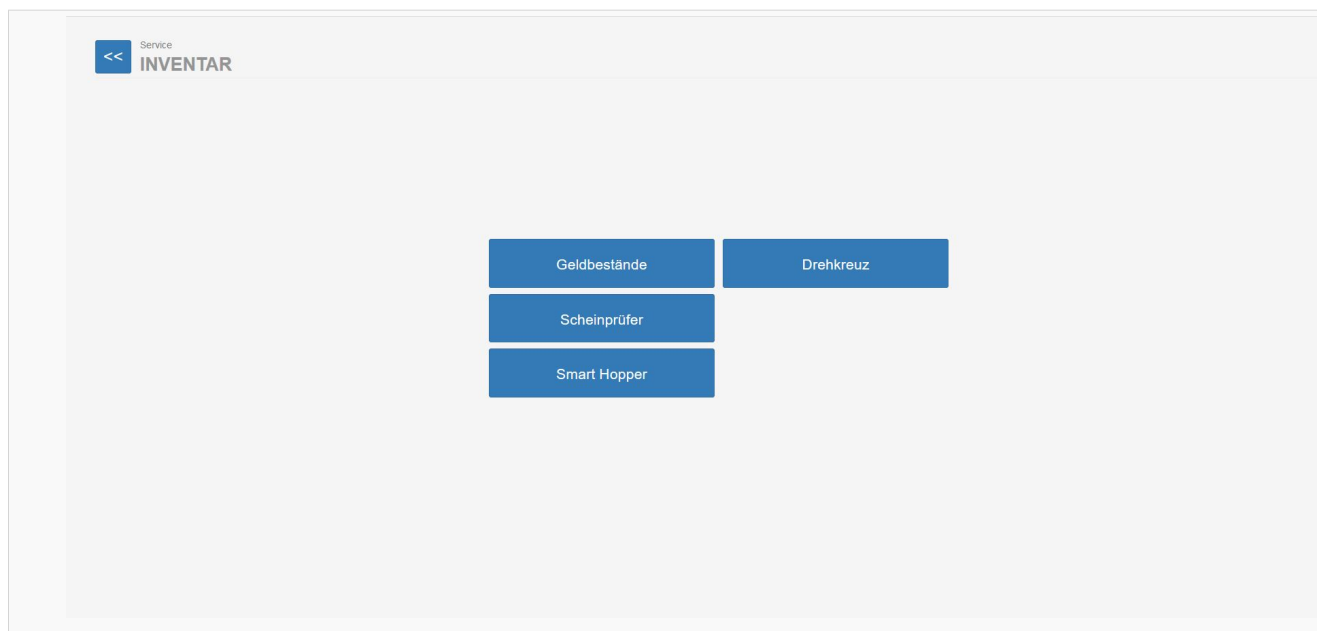 <<
Service
INVENTAR
Geldbestände
Drehkreuz
Scheinprüfer
Smart Hopper